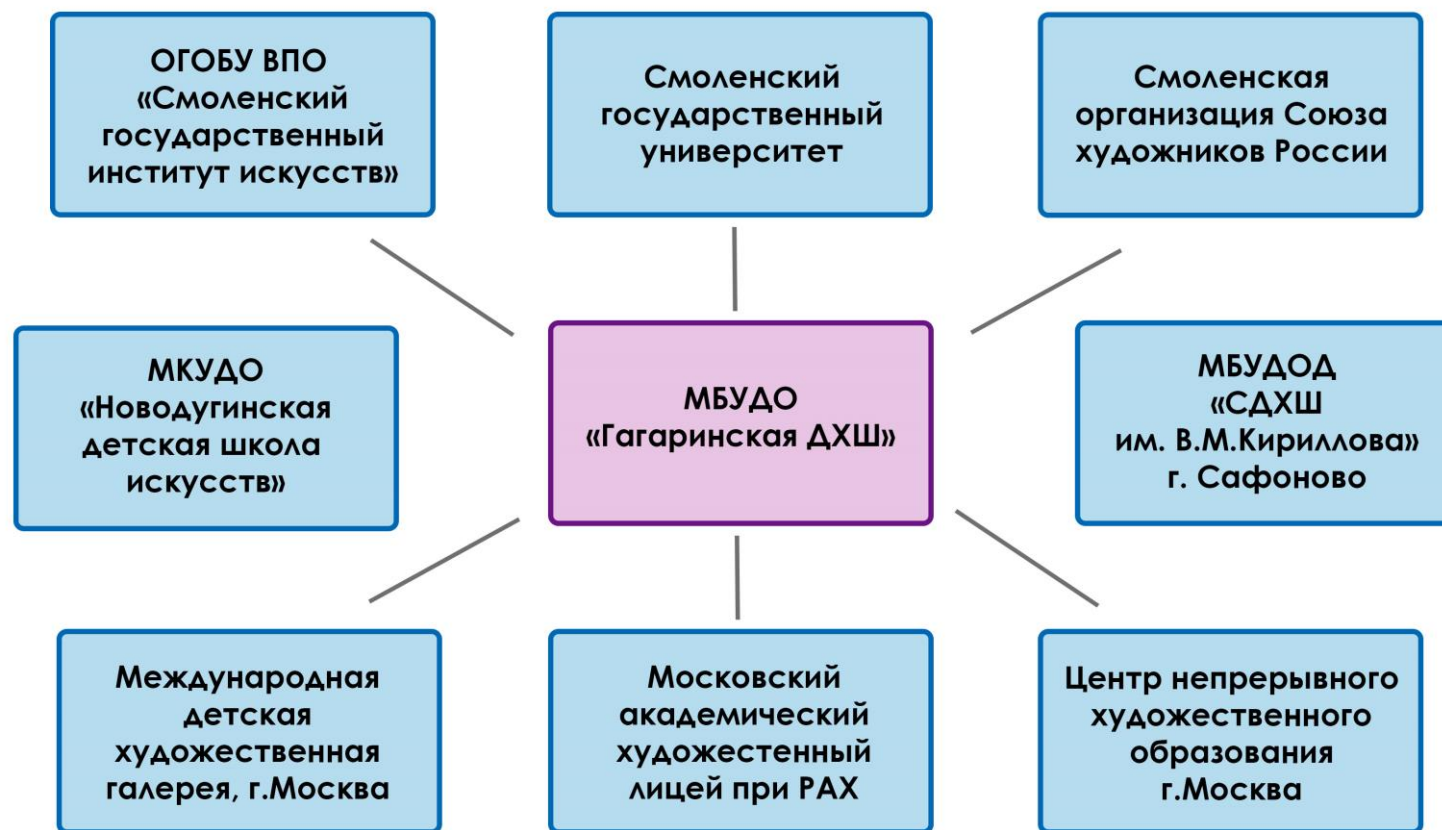 ОГОБУ ВПО
«Смоленский
государственный
институт искусств»
Смоленский
государственный
университет
Смоленская
организация Союза
художников России
МКУДО
«Новодугинская
детская школа
искусств»
МБУДО
«Гагаринская ДХШ»
МБУДОД
«СДХШ
им. В.М.Кириллова»
г. Сафоново
Международная
детская
художественная
галерея, г.Москва
Московский
академический
художестенный
лицей при РАХ
Центр непрерывного
художественного
образования
г.Москва